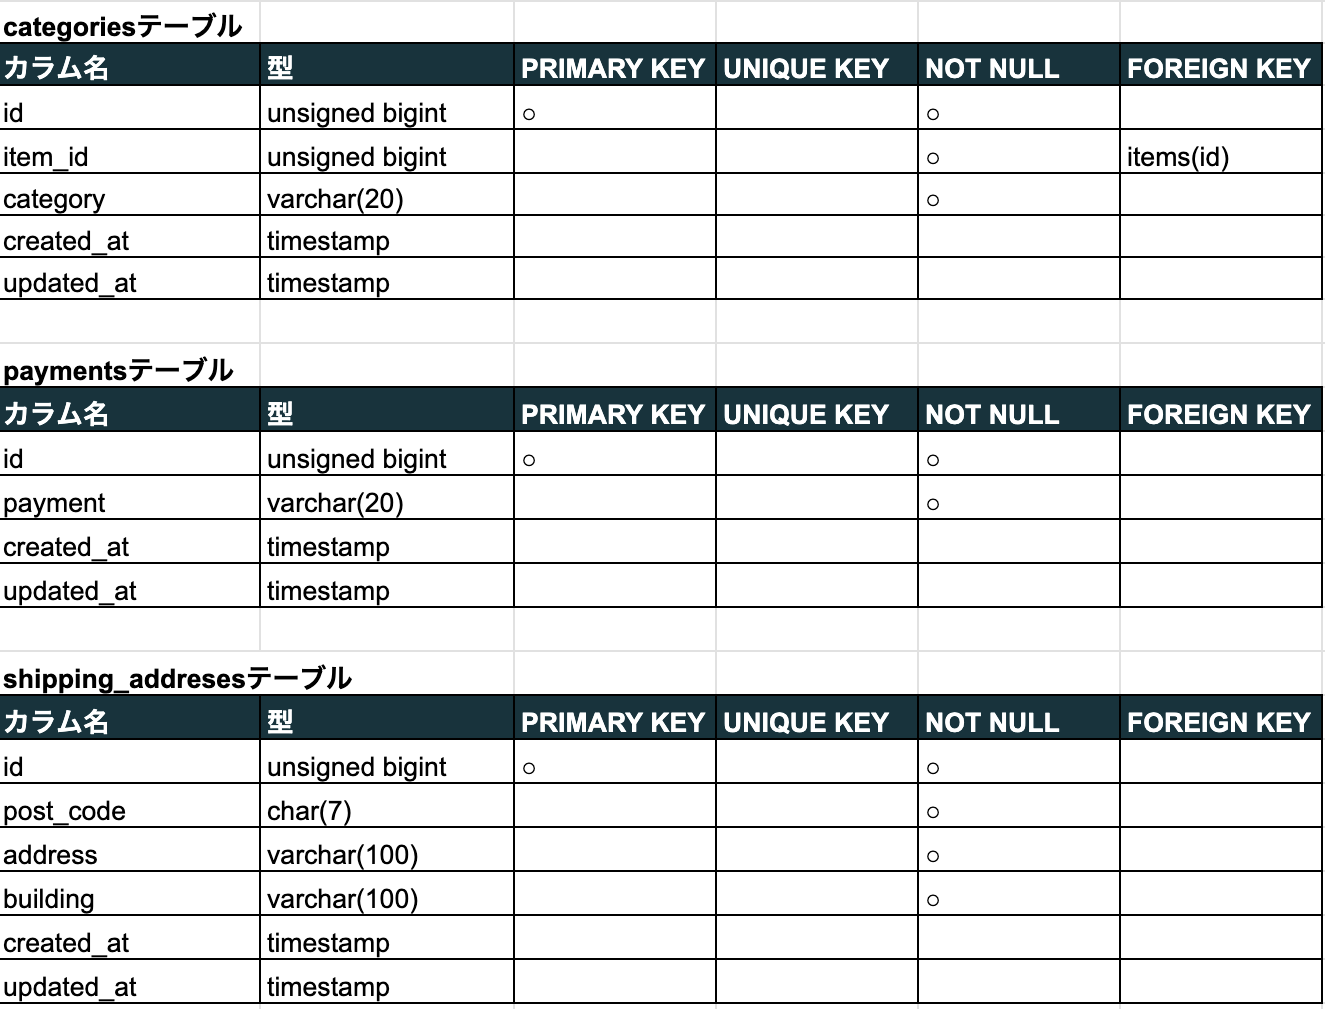 categoriesテーブル
カラム名 型 PRIMARY KEY UNIQUE KEY NOT NULL FOREIGN KEY
id unsigned bigint ○ ○
item_id unsigned bigint ○ items(id)
category varchar(20) ○
created_at timestamp
updated_at timestamp
paymentsテーブル
カラム名 型 PRIMARY KEY UNIQUE KEY NOT NULL FOREIGN KEY
id unsigned bigint ○ ○
payment varchar(20) ○
created_at timestamp
updated_at timestamp
shipping_addresesテーブル
カラム名 型 PRIMARY KEY UNIQUE KEY NOT NULL FOREIGN KEY
id unsigned bigint ○ ○
post_code char(7) ○
address varchar(100) ○
building varchar(100) ○
created_at timestamp
updated_at timestamp